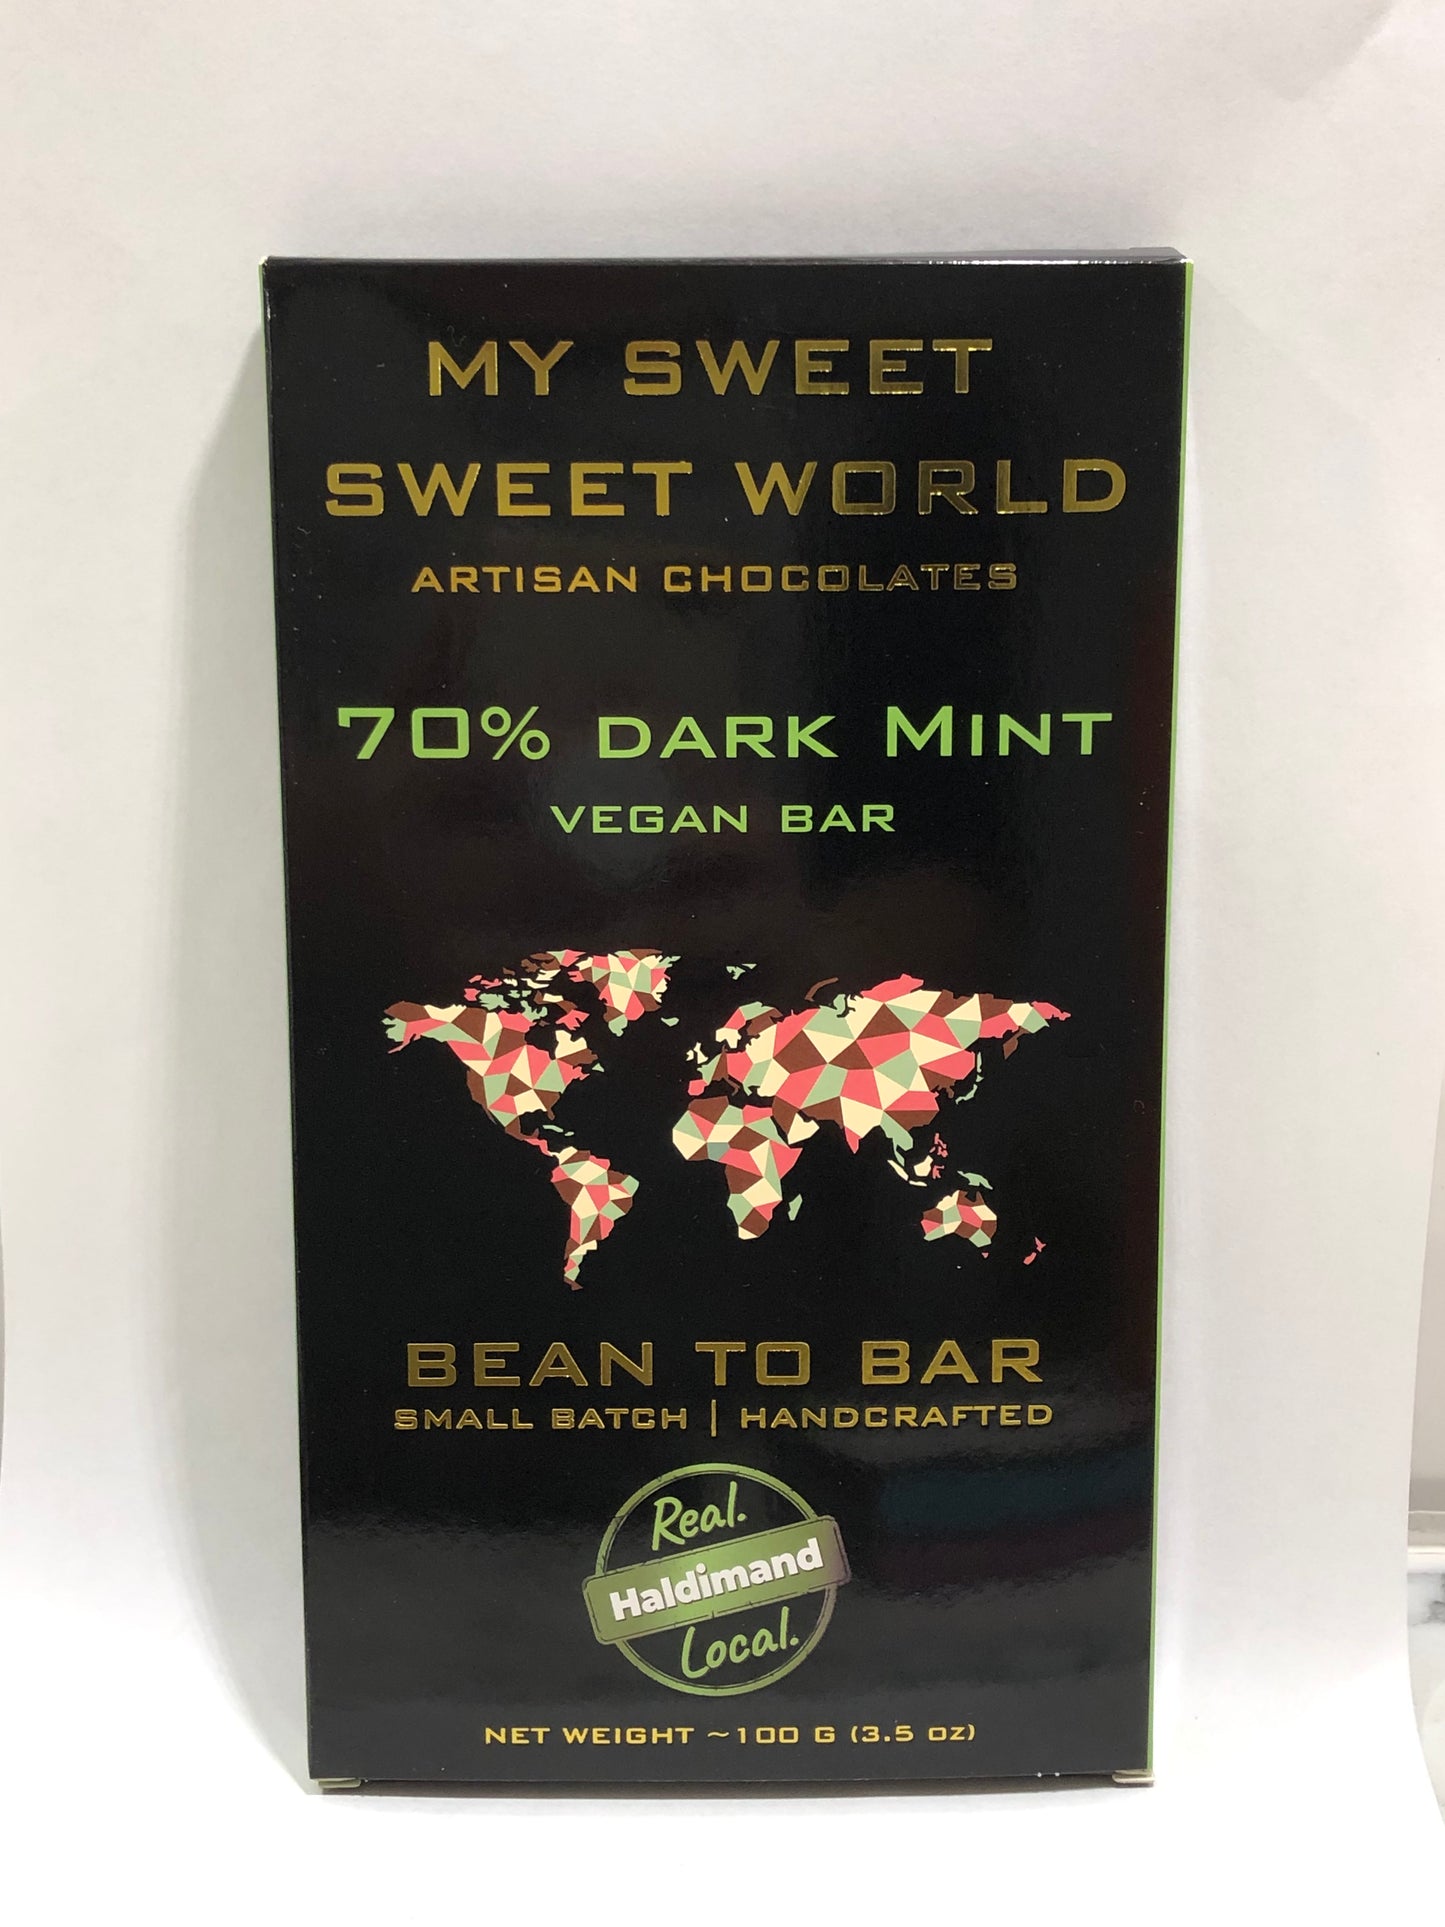 MY SWEET
SWEET WORLD
ARTISAN CHOCOLATES
70% DARK MINT
VEGAN BAR
BEAN TO BAR
SMALL BATCH | HANDCRAFTED
Real.
Haldimand
Local.
NET WEIGHT ~100 G (3.5 OZ)